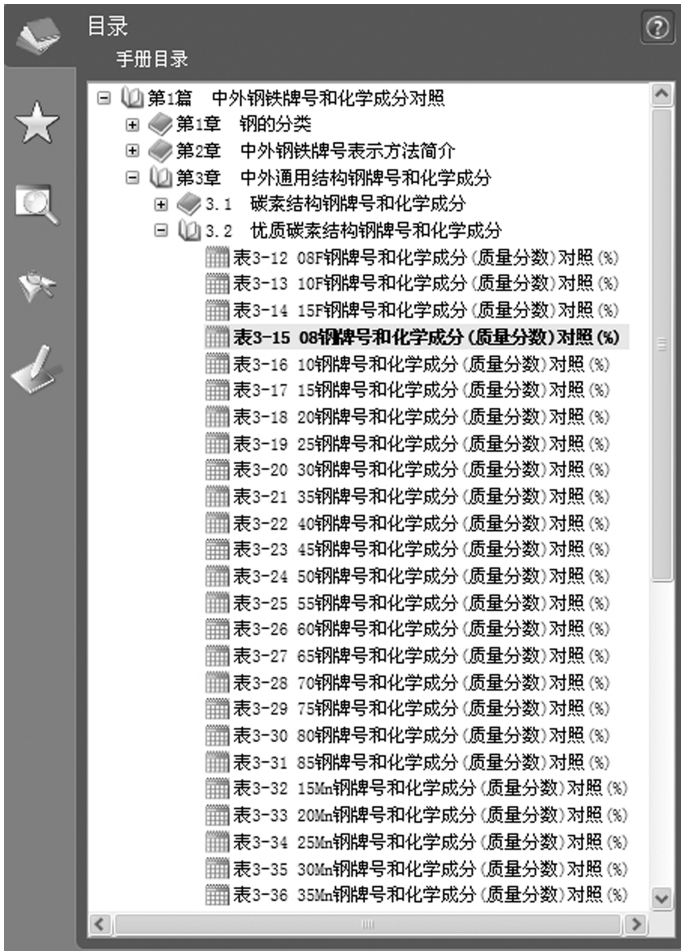 目录
手册目录
第1篇 中外钢铁牌号和化学成分对照
第1章 钢的分类
第2章 中外钢铁牌号表示方法简介
第3章 中外通用结构钢牌号和化学成分
3.1 碳素结构钢牌号和化学成分
3.2 优质碳素结构钢牌号和化学成分
表3-12 08F钢牌号和化学成分(质量分数)对照(%)
表3-13 10F钢牌号和化学成分(质量分数)对照(%)
表3-14 15F钢牌号和化学成分(质量分数)对照(%)
表3-15 08钢牌号和化学成分(质量分数)对照(%)
表3-16 10钢牌号和化学成分(质量分数)对照(%)
表3-17 15钢牌号和化学成分(质量分数)对照(%)
表3-18 20钢牌号和化学成分(质量分数)对照(%)
表3-19 25钢牌号和化学成分(质量分数)对照(%)
表3-20 30钢牌号和化学成分(质量分数)对照(%)
表3-21 35钢牌号和化学成分(质量分数)对照(%)
表3-22 40钢牌号和化学成分(质量分数)对照(%)
表3-23 45钢牌号和化学成分(质量分数)对照(%)
表3-24 50钢牌号和化学成分(质量分数)对照(%)
表3-25 55钢牌号和化学成分(质量分数)对照(%)
表3-26 60钢牌号和化学成分(质量分数)对照(%)
表3-27 65钢牌号和化学成分(质量分数)对照(%)
表3-28 70钢牌号和化学成分(质量分数)对照(%)
表3-29 75钢牌号和化学成分(质量分数)对照(%)
表3-30 80钢牌号和化学成分(质量分数)对照(%)
表3-31 85钢牌号和化学成分(质量分数)对照(%)
表3-32 15Mn钢牌号和化学成分(质量分数)对照(%)
表3-33 20Mn钢牌号和化学成分(质量分数)对照(%)
表3-34 25Mn钢牌号和化学成分(质量分数)对照(%)
表3-35 30Mn钢牌号和化学成分(质量分数)对照(%)
表3-36 35Mn钢牌号和化学成分(质量分数)对照(%)